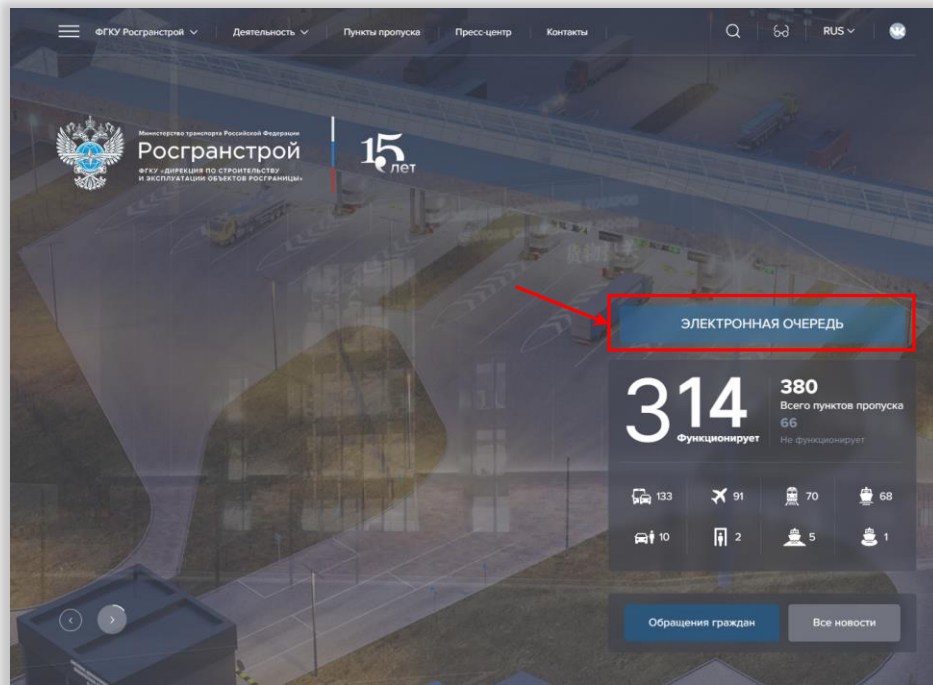 ФГКУ Росгранстрой
Деятельность
Пункты пропуска
Пресс-центр
Контакты
RUS
Министерство транспорта Российской Федерации
Росгранстрой
ФГКУ «ДИРЕКЦИЯ ПО СТРОИТЕЛЬСТВУ
И ЭКСПЛУАТАЦИИ ОБЪЕКТОВ РОСГРАНИЦЫ»
15
лет
ЭЛЕКТРОННАЯ ОЧЕРЕДЬ
314
Функционирует
380
Всего пунктов пропуска
66
Не функционирует
133
91
70
68
10
2
5
1
Обращения граждан
Все новости